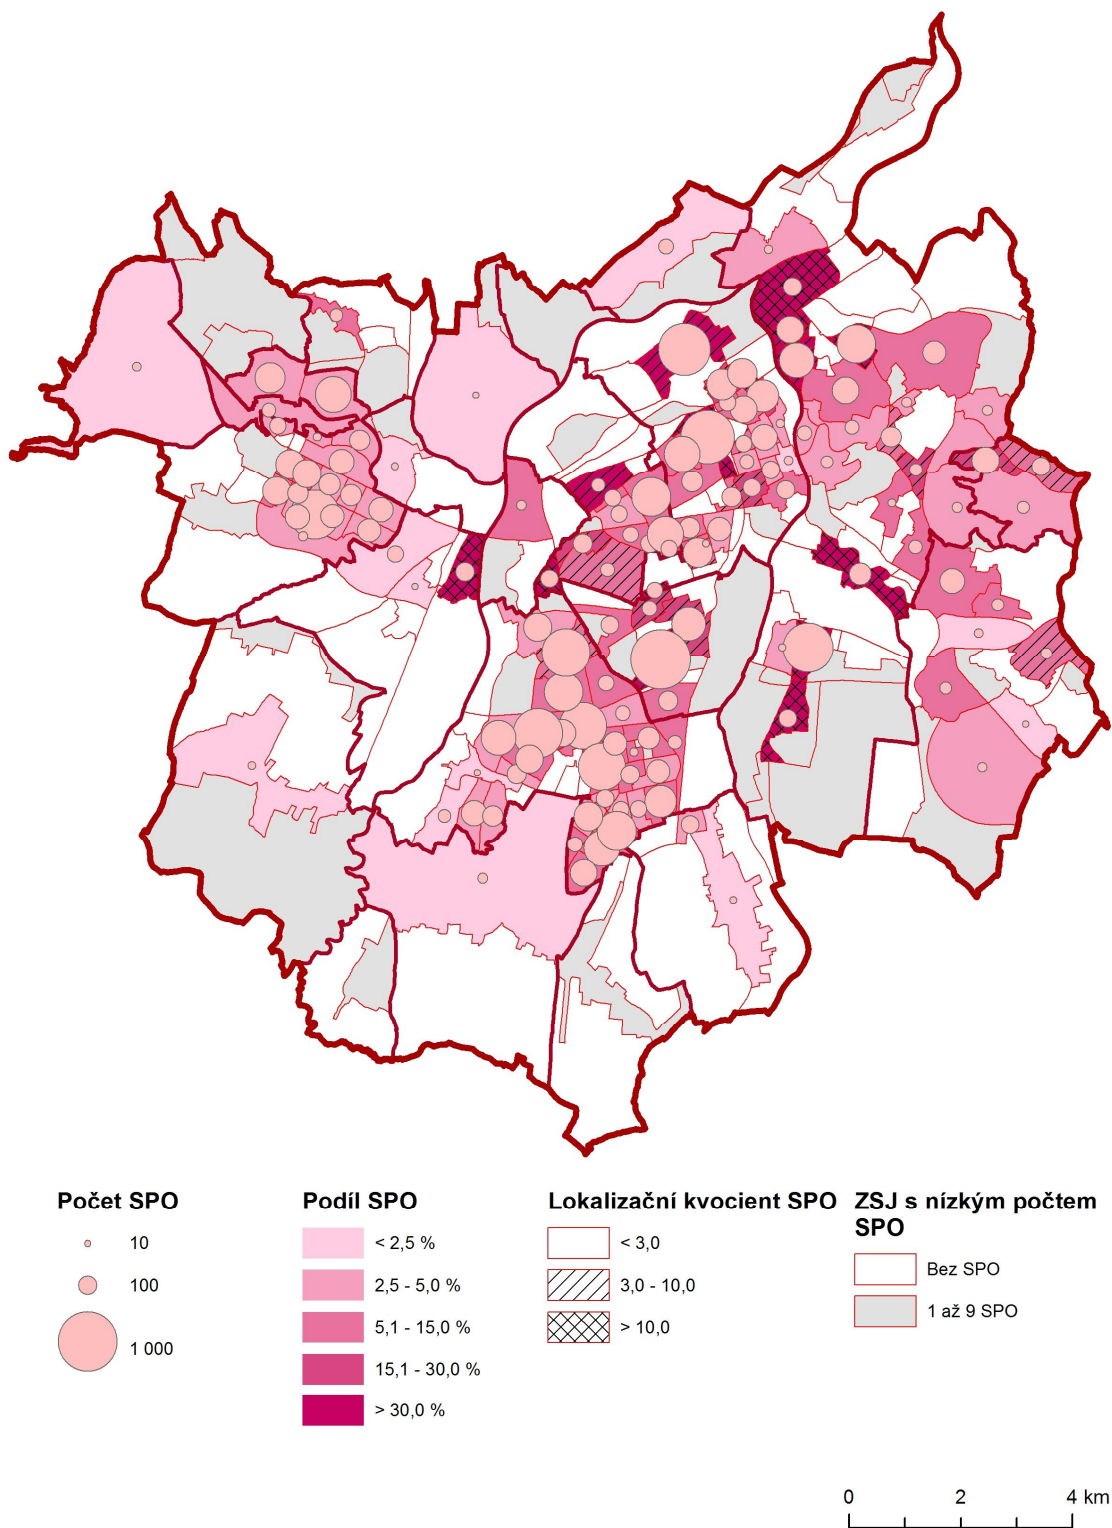 Počet SPO
10
100
1 000
Podíl SPO
< 2,5 %
2,5 - 5,0 %
5,1 - 15,0 %
15,1 - 30,0 %
> 30,0 %
Lokalizační kvocient SPO
< 3,0
3,0 - 10,0
> 10,0
ZSJ s nízkým počtem
SPO
Bez SPO
1 až 9 SPO
0 2 4 km